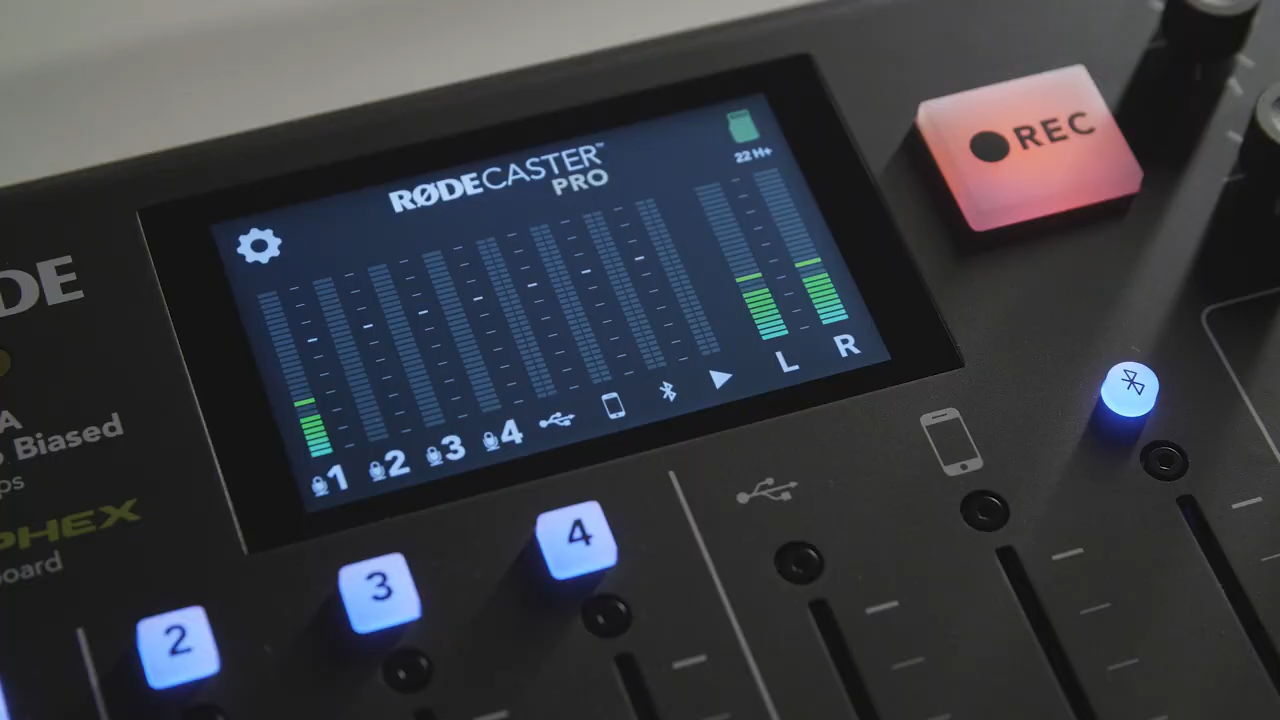 RØDECASTER™
PRO
22 H+
REC
1
2
3
4
L
R
DE
A
Biased
ps
PHEX
oard
2
3
4